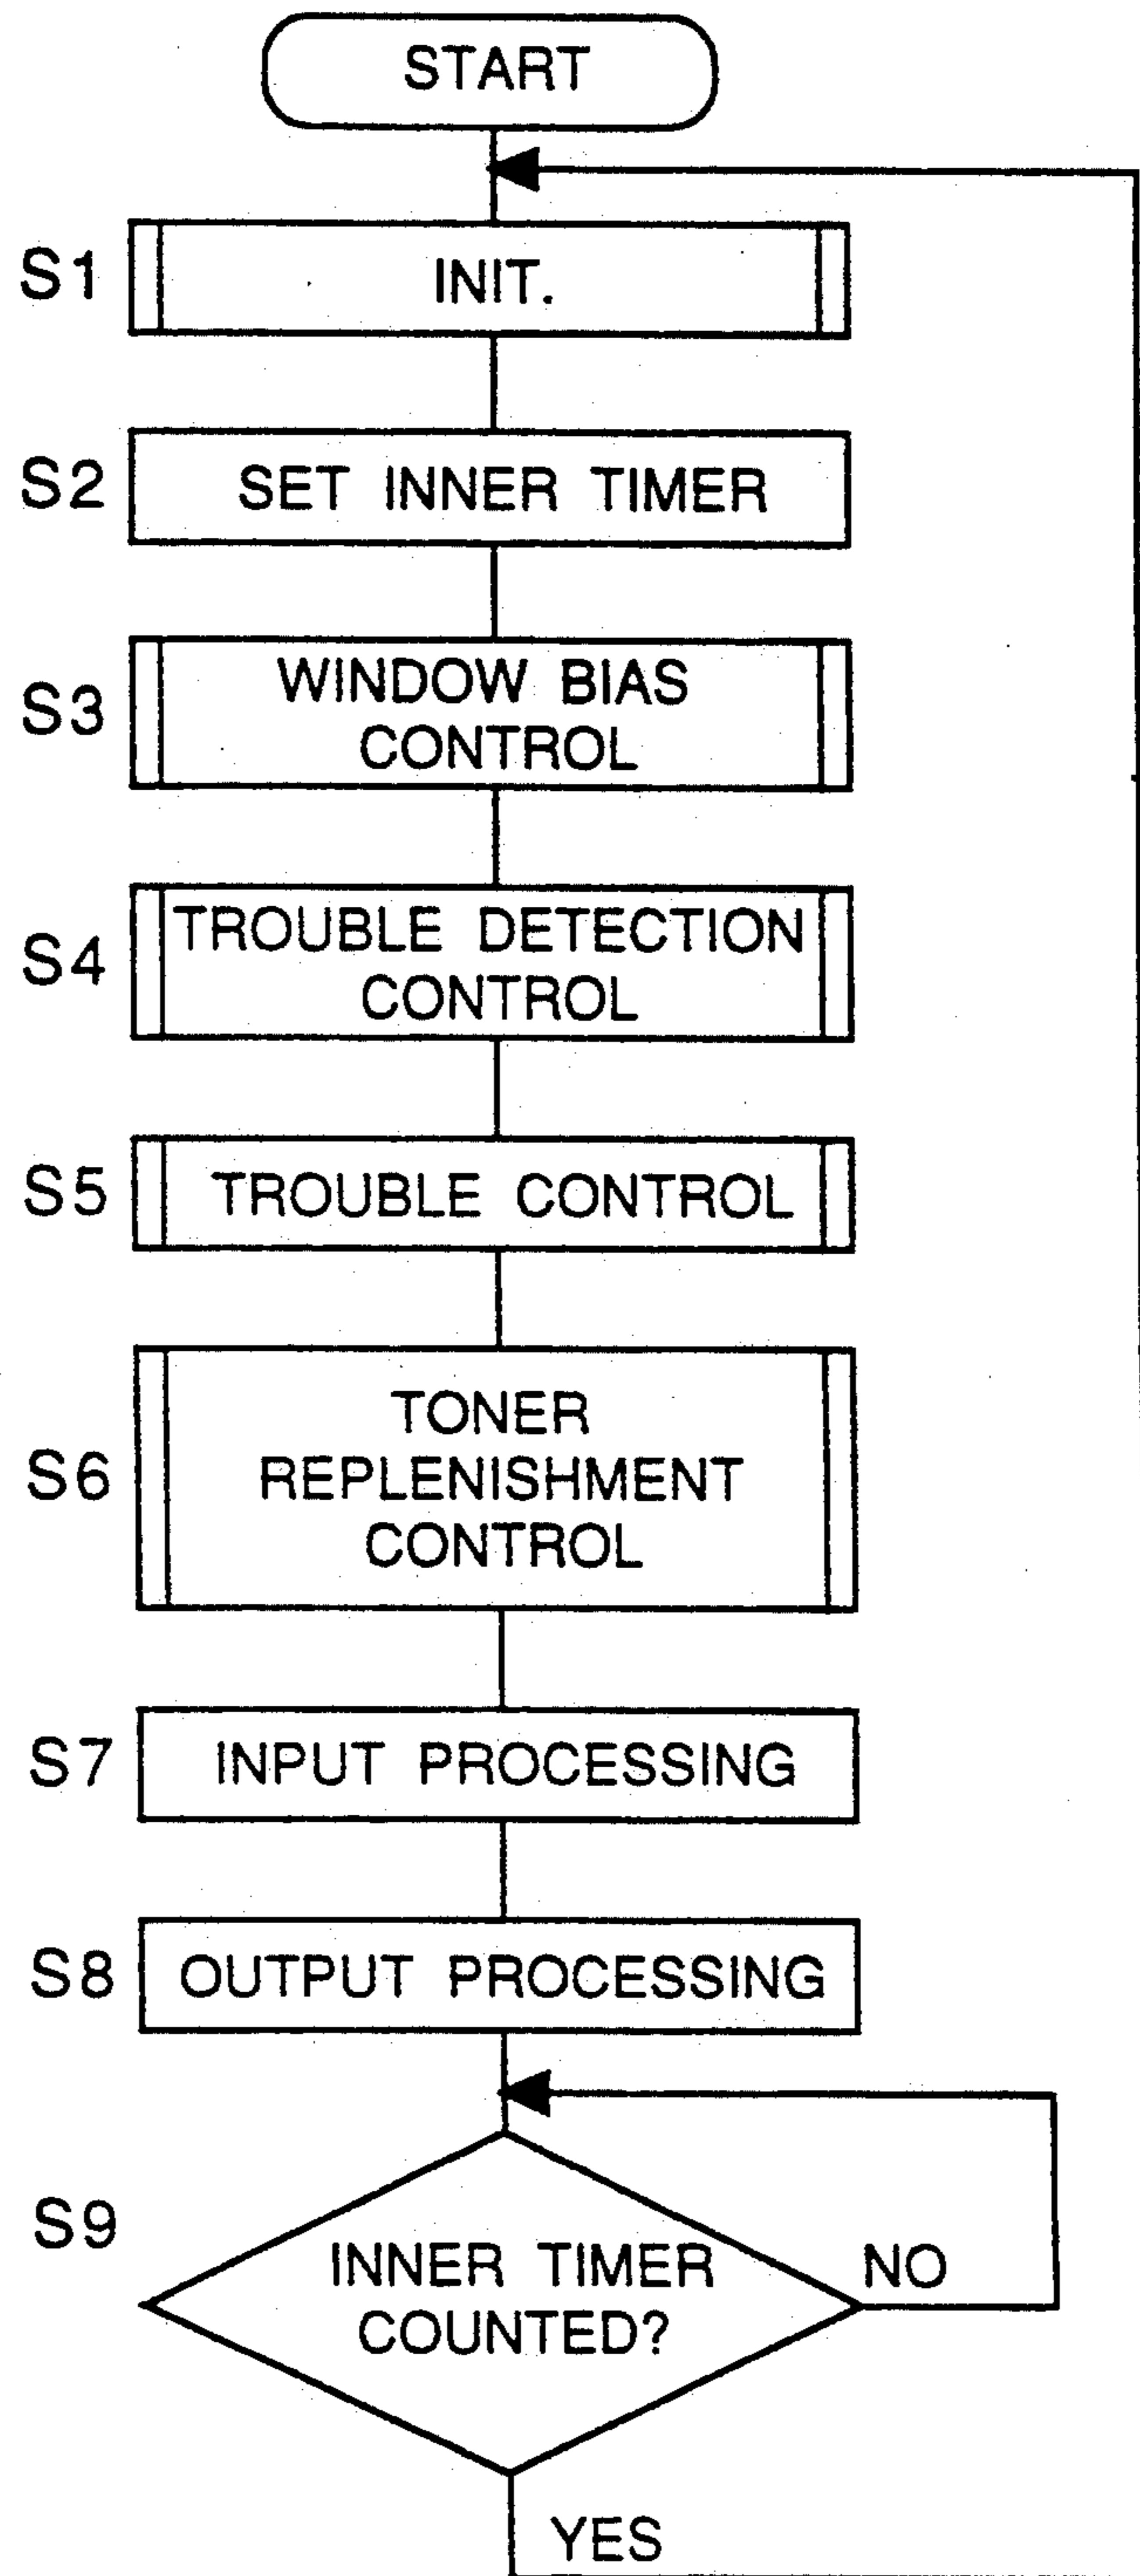 START
S1
INIT.
S2
SET INNER TIMER
S3
WINDOW BIAS
CONTROL
S4
TROUBLE DETECTION
CONTROL
S5
TROUBLE CONTROL
S6
TONER
REPLENISHMENT
CONTROL
S7
INPUT PROCESSING
S8
OUTPUT PROCESSING
S9
INNER TIMER
COUNTED?
NO
YES